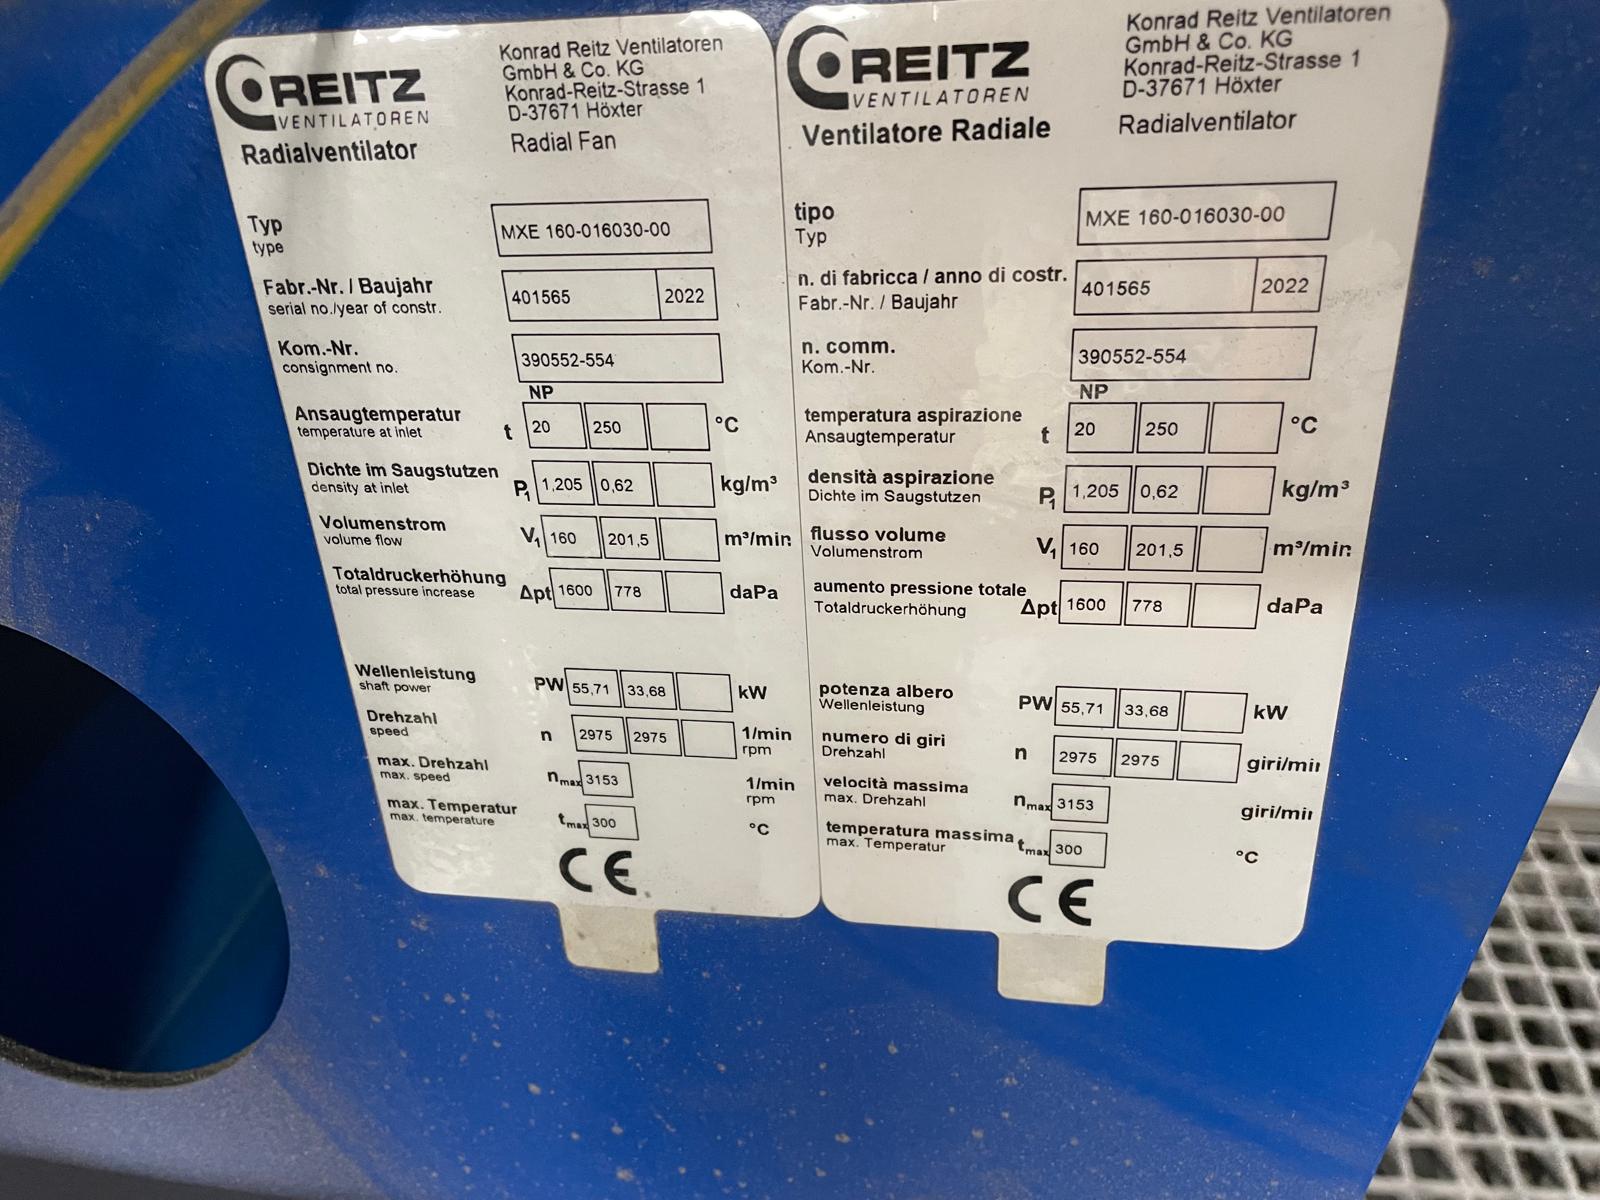 REITZ
VENTILATOREN
Radialventilator
Konrad Reitz Ventilatoren
GmbH & Co. KG
Konrad-Reitz-Strasse 1
D-37671 Höxter
Radial Fan
Typ
type
MXE 160-016030-00
Fabr.-Nr. / Baujahr
serial no./year of constr.
401565 2022
Kom.-Nr.
consignment no.
390552-554
NP
Ansaugtemperatur
temperature at inlet
t 20 250 °C
Dichte im Saugstutzen
density at inlet
P1 1,205 0,62 kg/m³
Volumenstrom
volume flow
V1 160 201,5 m³/min
Totaldruckerhöhung
total pressure increase
Δpt 1600 778 daPa
Wellenleistung
shaft power
PW 55,71 33,68 kW
Drehzahl
speed
n 2975 2975 1/min
rpm
max. Drehzahl
max. speed
nmax 3153 1/min
rpm
max. Temperatur
max. temperature
tmax 300 °C
CE
REITZ
VENTILATOREN
Ventilatore Radiale
Konrad Reitz Ventilatoren
GmbH & Co. KG
Konrad-Reitz-Strasse 1
D-37671 Höxter
Radialventilator
tipo
Typ
MXE 160-016030-00
n. di fabricca / anno di costr.
Fabr.-Nr. / Baujahr
401565 2022
n. comm.
Kom.-Nr.
390552-554
NP
temperatura aspirazione
Ansaugtemperatur
t 20 250 °C
densità aspirazione
Dichte im Saugstutzen
P1 1,205 0,62 kg/m³
flusso volume
Volumenstrom
V1 160 201,5 m³/min
aumento pressione totale
Totaldruckerhöhung
Δpt 1600 778 daPa
potenza albero
Wellenleistung
PW 55,71 33,68 kW
numero di giri
Drehzahl
n 2975 2975 giri/min
velocità massima
max. Drehzahl
nmax 3153 giri/min
temperatura massima
max. Temperatur
tmax 300 °C
CE